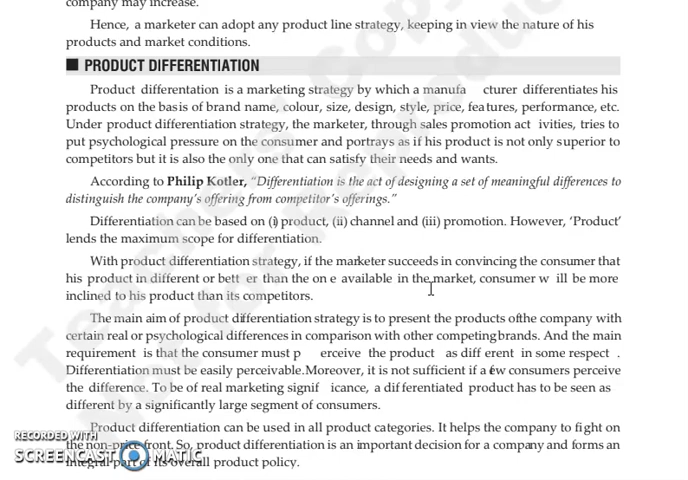 company may increase.
Hence, a marketer can adopt any product line strategy, keeping in view the nature of his
products and market conditions.
■ PRODUCT DIFFERENTIATION
Product differentation is a marketing strategy by which a manufa cturer differentiates his
products on the basis of brand name, colour, size, design, style, price, features, performance, etc.
Under product differentiation strategy, the marketer, through sales promotion act ivities, tries to
put psychological pressure on the consumer and portrays as if his product is not only superior to
competitors but it is also the only one that can satisfy their needs and wants.
According to Philip Kotler, “Differentiation is the act of designing a set of meaningful differences to
distinguish the company’s offering from competitor’s offerings.”
Differentiation can be based on (i) product, (ii) channel and (iii) promotion. However, ‘Product’
lends the maximum scope for differentiation.
With product differentiation strategy, if the marketer succeeds in convincing the consumer that
his product in different or bett er than the on e available in the market, consumer w ill be more
inclined to his product than its competitors.
The main aim of product differentiation strategy is to present the products ofthe company with
certain real or psychological differences in comparison with other competing brands. And the main
requirement is that the consumer must p erceive the product as diff erent in some respect .
Differentiation must be easily perceivable.Moreover, it is not sufficient if a few consumers perceive
the difference. To be of real marketing signif icance, a differentiated product has to be seen as
different by a significantly large segment of consumers.
Product differentiation can be used in all product categories. It helps the company to fight on
the non-price front. So, product differentiation is an important decision for a company and forms an
integral part of its overall product policy.
Teachers' Copy
Not for Reproduc
RECORDED WITH
SCREENCAST MATIC